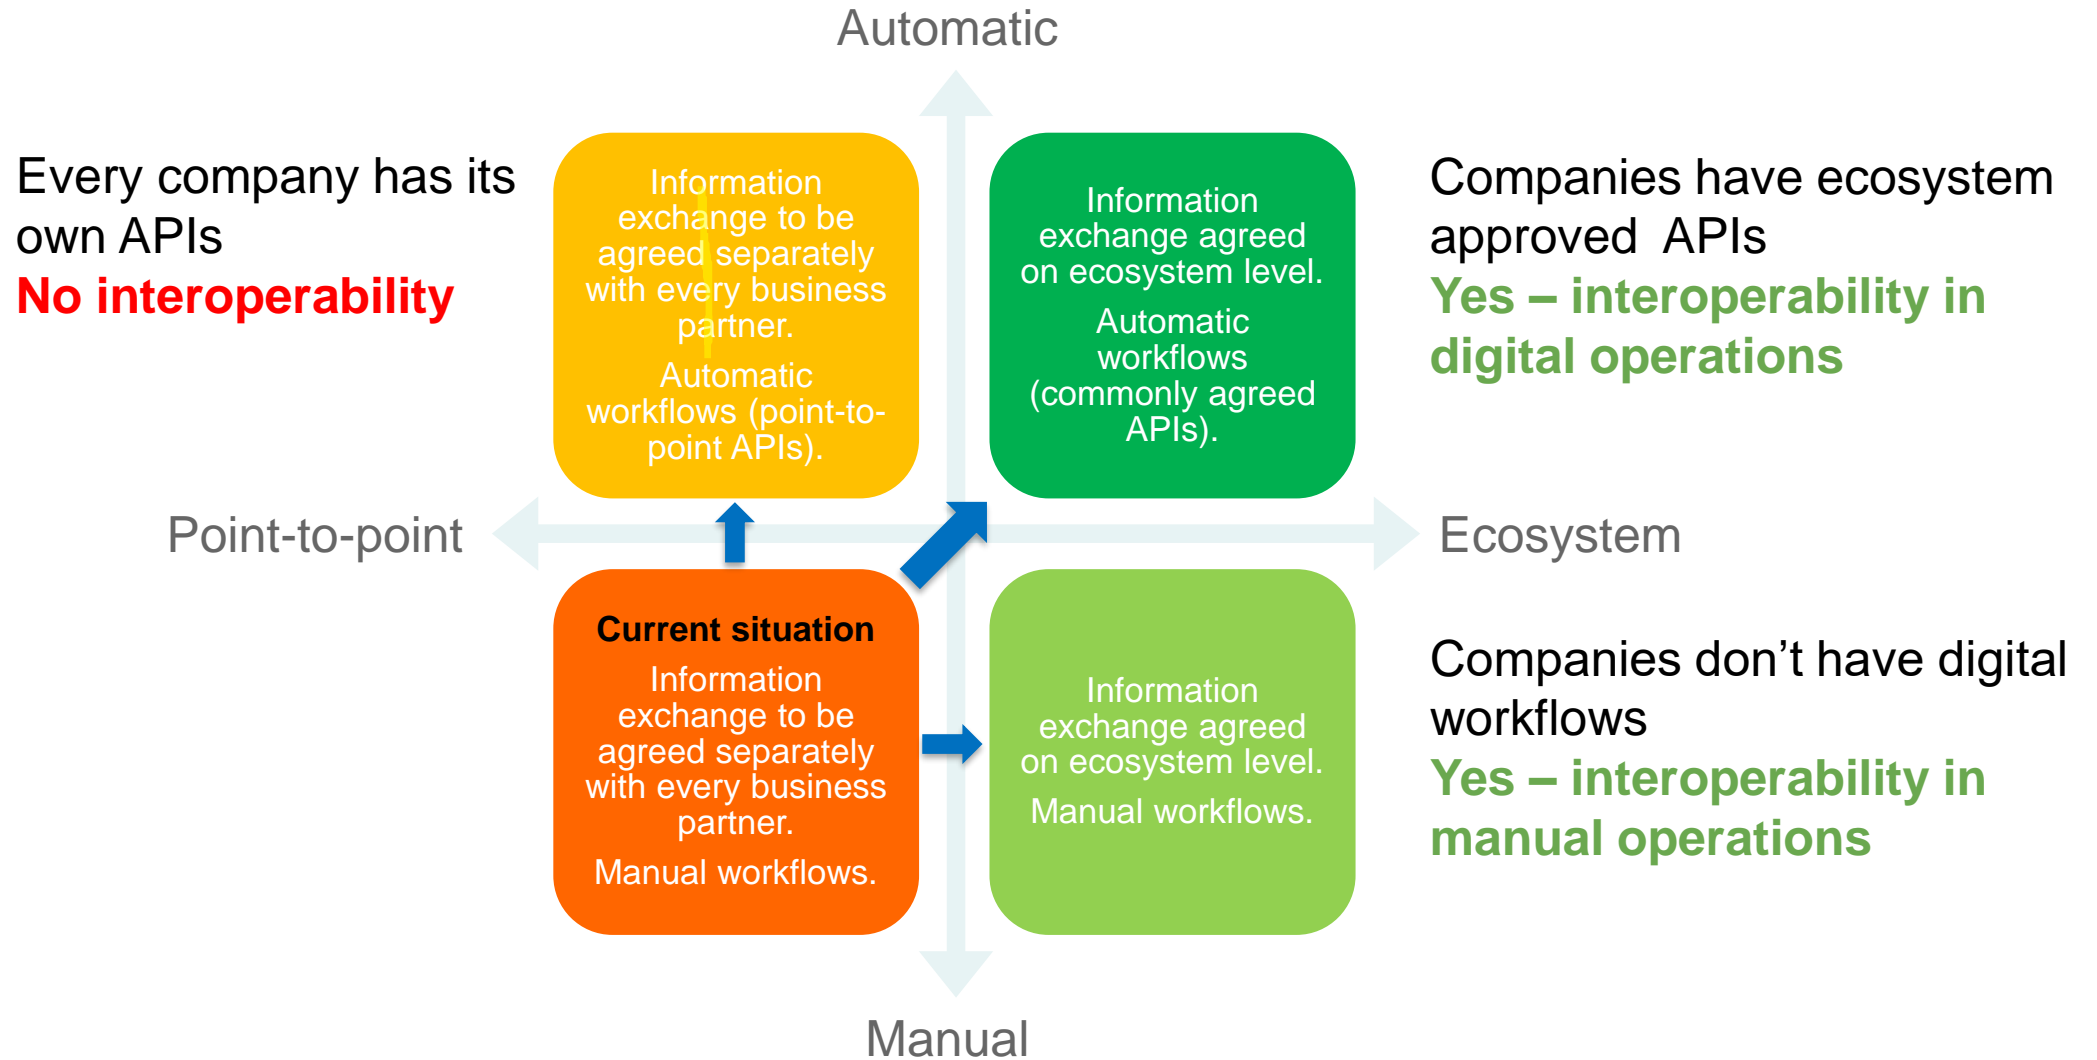 Automatic
Every company has its
own APIs
No interoperability
Information
exchange to be
agreed separately
with every business
partner.
Automatic
workflows (point-to-
point APIs).
Information
exchange agreed
on ecosystem level.
Automatic
workflows
(commonly agreed
APIs).
Companies have ecosystem
approved  APIs
Yes – interoperability in
digital operations
Point-to-point
Ecosystem
Current situation
Information
exchange to be
agreed separately
with every business
partner.
Manual workflows.
Information
exchange agreed
on ecosystem level.
Manual workflows.
Companies don’t have digital
workflows
Yes – interoperability in
manual operations
Manual